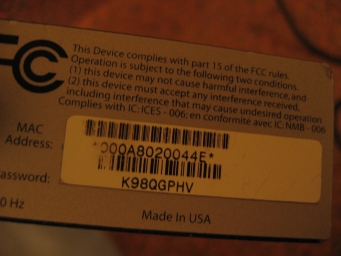 FCC
This Device complies with part 15 of the FCC rules.
Operation is subject to the following two conditions.
(1) this device may not cause harmful interference, and
(2) this device must accept any interference received,
including interference that may cause undesired operation
Complies with IC: ICES - 006; en conformité avec IC: NMB - 006
MAC
Address:
*000A8020044E*
Password:
K98QGPHV
0 Hz
Made In USA